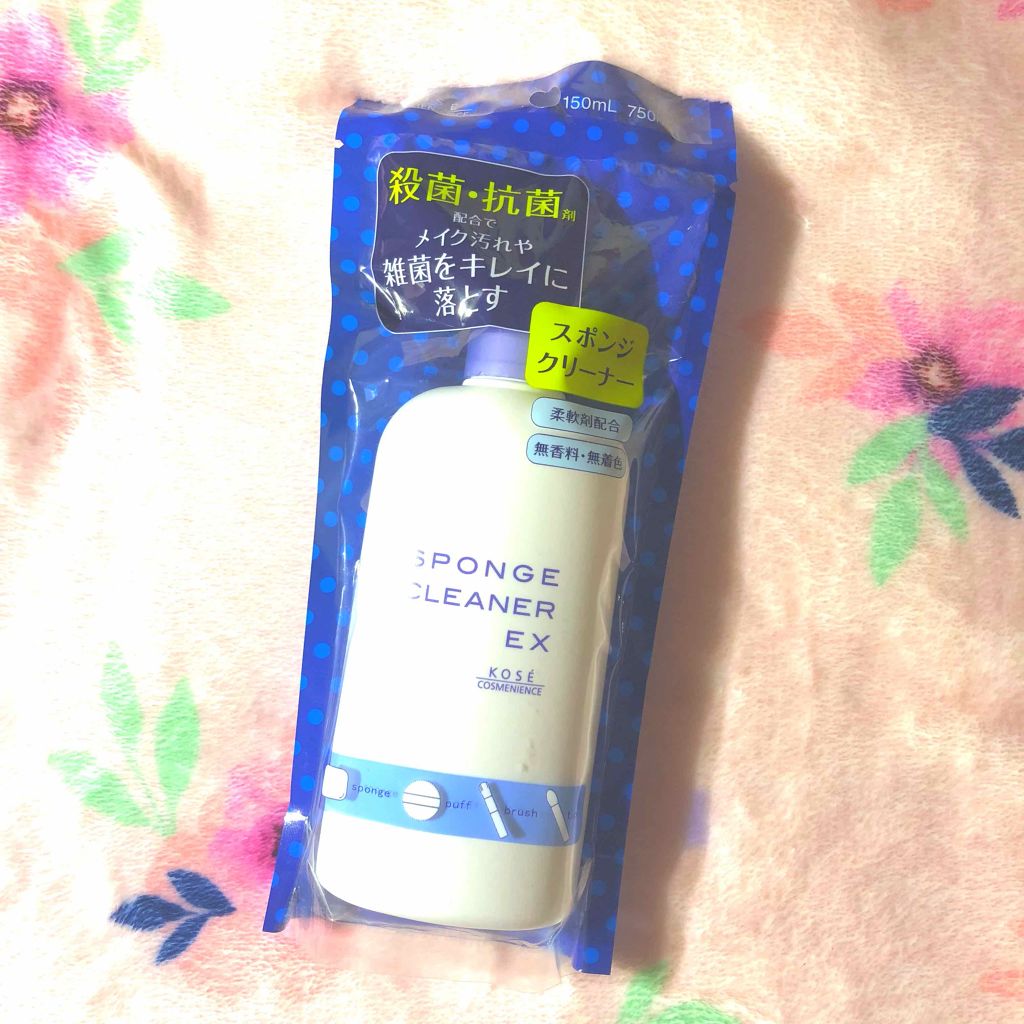 150mL 750
殺菌・抗菌剤
配合で
メイク汚れや
雑菌をキレイに
落とす
スポンジ
クリーナー
柔軟剤配合
無香料・無着色
SPONGE
CLEANER
EX
KOSÉ
COSMENIENCE
sponge puff brush